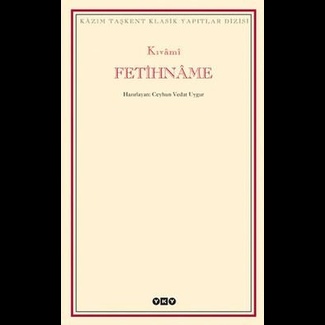 KÂZIM TAŞKENT KLASİK YAPITLAR DİZİSİ
Kıvâmî
FETİHNÂME
Hazırlayan: Ceyhun Vedat Uygur
YKY